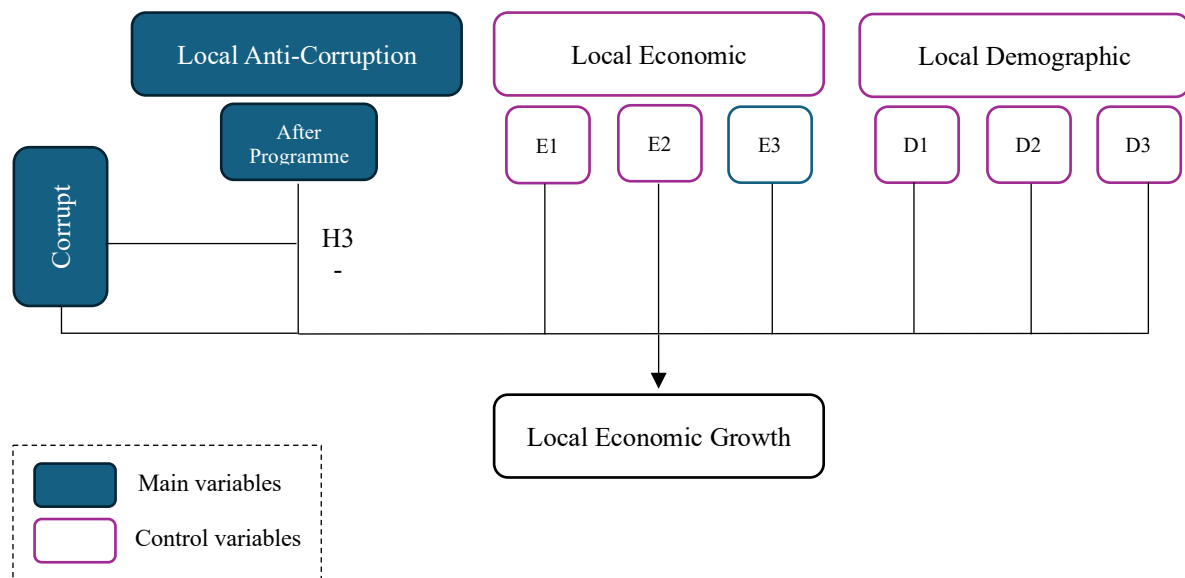 Local Anti-Corruption
Local Economic
Local Demographic
After
Programme
E1
E2
E3
D1
D2
D3
Corrupt
H3
-
Local Economic Growth
Main variables
Control variables